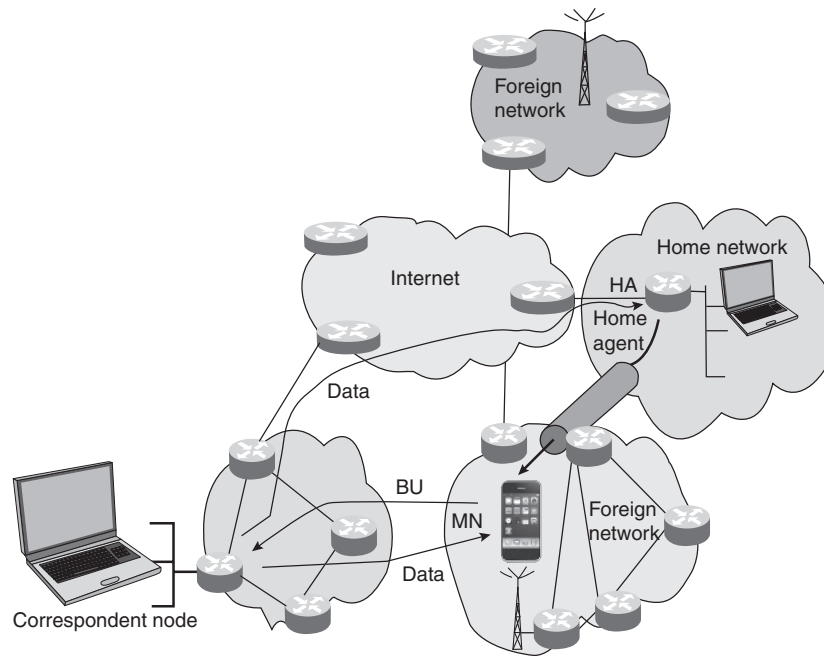 Foreign
network
Home network
Internet
HA
Home
agent
Data
BU
MN
Foreign
network
Data
Correspondent node